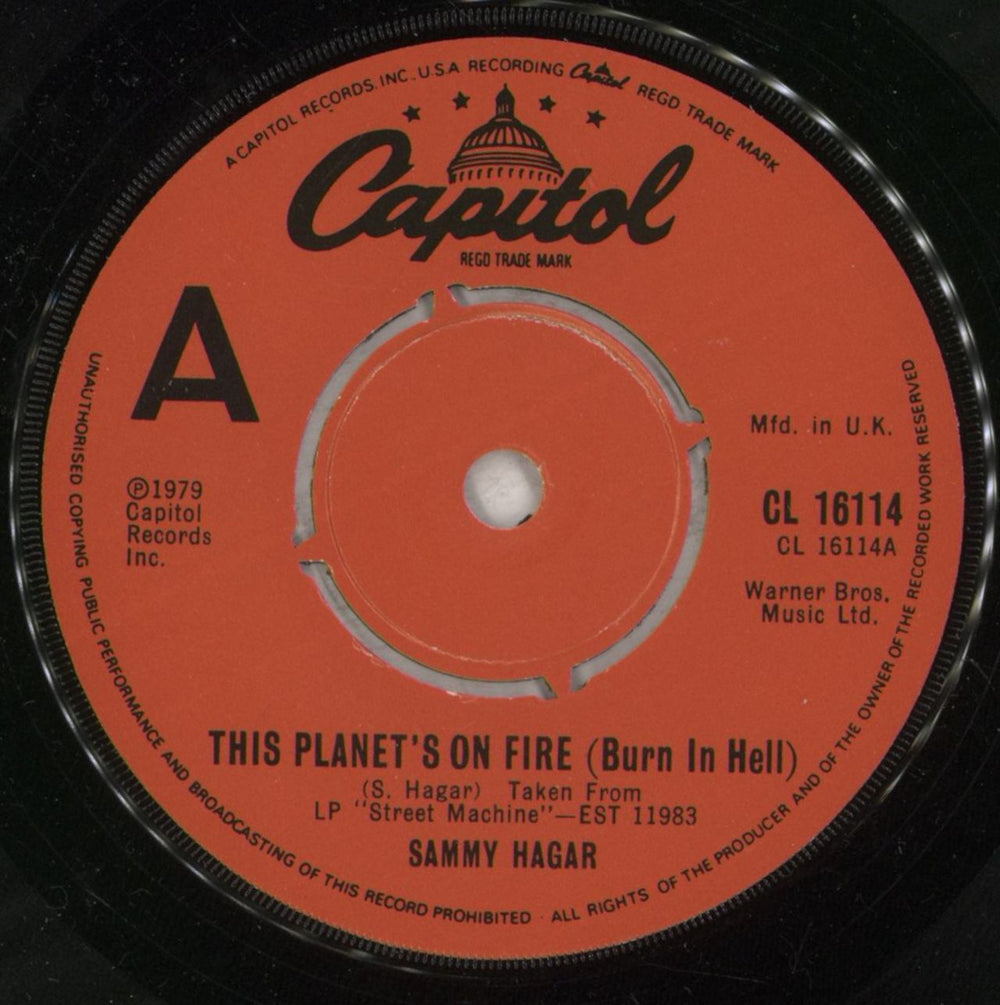 A CAPITOL RECORDS. INC.. U.S.A RECORDING Capitol REGD TRADE MARK
Capitol
REGD TRADE MARK
A
℗1979
Capitol
Records
Inc.
Mfd. in U.K.
CL 16114
CL 16114A
Warner Bros.
Music Ltd.
THIS PLANET'S ON FIRE (Burn In Hell)
(S. Hagar) Taken From
LP "Street Machine"—EST 11983
SAMMY HAGAR
UNAUTHORISED COPYING PUBLIC PERFORMANCE AND BROADCASTING OF THIS RECORD PROHIBITED · ALL RIGHTS OF THE PRODUCER AND OF THE OWNER OF THE RECORDED WORK RESERVED